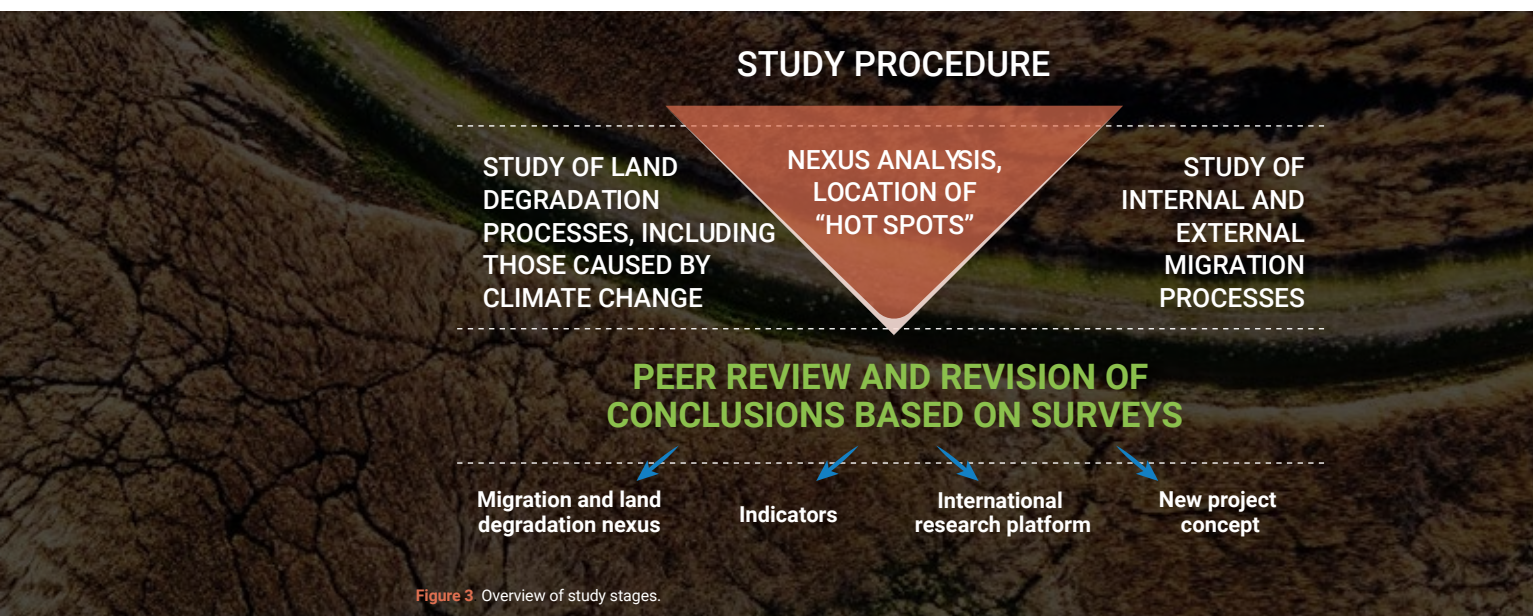 STUDY PROCEDURE
STUDY OF LAND
DEGRADATION
PROCESSES, INCLUDING
THOSE CAUSED BY
CLIMATE CHANGE
NEXUS ANALYSIS,
LOCATION OF
“HOT SPOTS”
STUDY OF
INTERNAL AND
EXTERNAL
MIGRATION
PROCESSES
PEER REVIEW AND REVISION OF
CONCLUSIONS BASED ON SURVEYS
Migration and land
degradation nexus
Indicators
International
research platform
New project
concept
Figure 3 Overview of study stages.